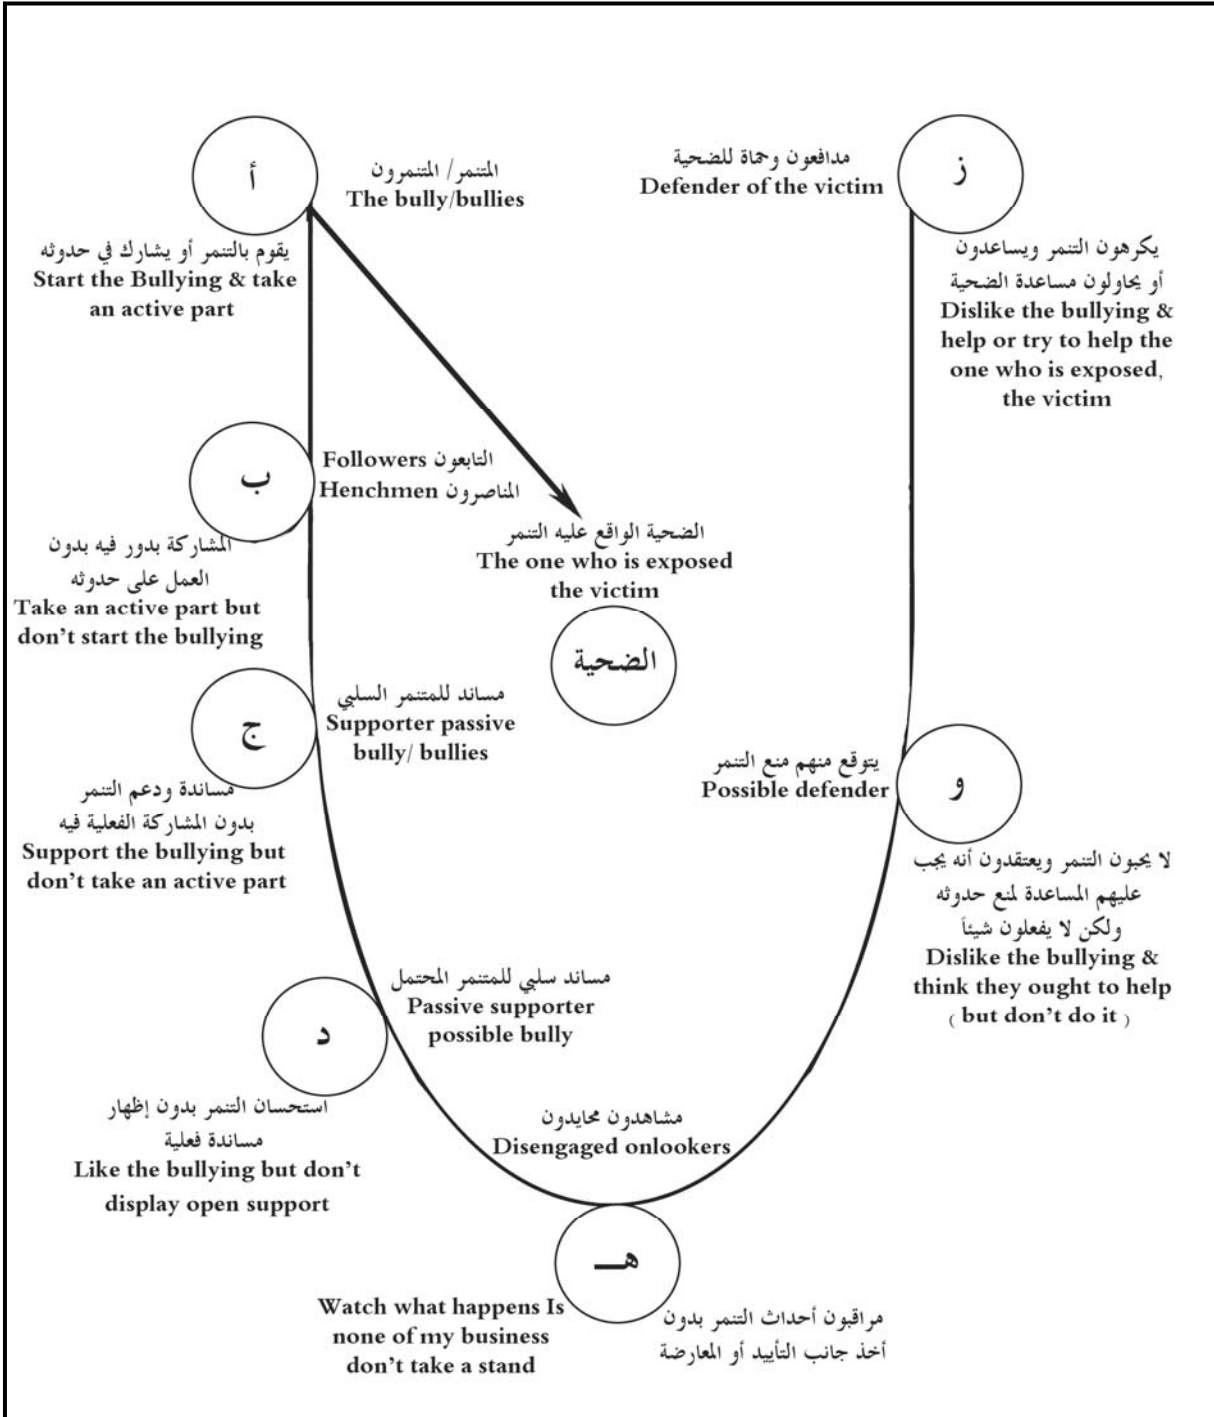 أ
المتنمر/ المتنمرون
The bully/bullies
يقوم بالتنمر أو يشارك في حدوثه
Start the Bullying & take
an active part
مدافعون وحماة للضحية
Defender of the victim
ز
يكرهون التنمر ويساعدون
أو يحاولون مساعدة الضحية
Dislike the bullying &
help or try to help the
one who is exposed,
the victim
ب
Followers التابعون
Henchmen المناصرون
المشاركة بدور فيه بدون
العمل على حدوثه
Take an active part but
don't start the bullying
الضحية الواقع عليه التنمر
The one who is exposed
the victim
الضحية
ج
مساند للمتنمر السلبي
Supporter passive
bully/ bullies
مساندة ودعم التنمر
بدون المشاركة الفعلية فيه
Support the bullying but
don't take an active part
يتوقع منهم منع التنمر
Possible defender
و
لا يحبون التنمر ويعتقدون أنه يجب
عليهم المساعدة لمنع حدوثه
ولكن لا يفعلون شيئاً
Dislike the bullying &
think they ought to help
( but don't do it )
د
مساند سلبي للمتنمر المحتمل
Passive supporter
possible bully
استحسان التنمر بدون إظهار
مساندة فعلية
Like the bullying but don't
display open support
مشاهدون محايدون
Disengaged onlookers
هـ
Watch what happens Is
none of my business
don't take a stand
مراقبون أحداث التنمر بدون
أخذ جانب التأييد أو المعارضة